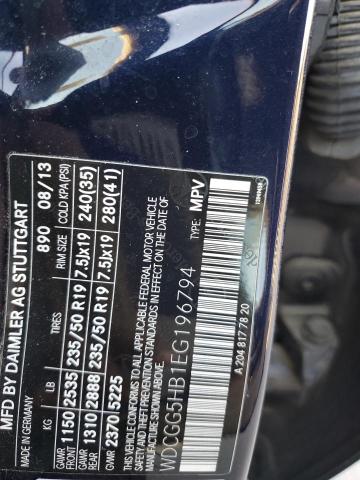 MFD BY DAIMLER AG STUTTGART
MADE IN GERMANY 890 08/13
KG LB TIRES RIM SIZE COLD KPA (PSI)
GAWR FRONT 1150 2535 235/50 R19 7.5Jx19 240(35)
GAWR REAR 1310 2888 235/50 R19 7.5Jx19 280(41)
GVWR 2370 5225
THIS VEHICLE CONFORMS TO ALL APPLICABLE FEDERAL MOTOR VEHICLE
SAFETY, BUMPER, AND THEFT PREVENTION STANDARDS IN EFFECT ON THE
DATE OF MANUFACTURE SHOWN ABOVE.
WDCGG5HB1EG196794
TYPE: MPV
A 204 817 78 20